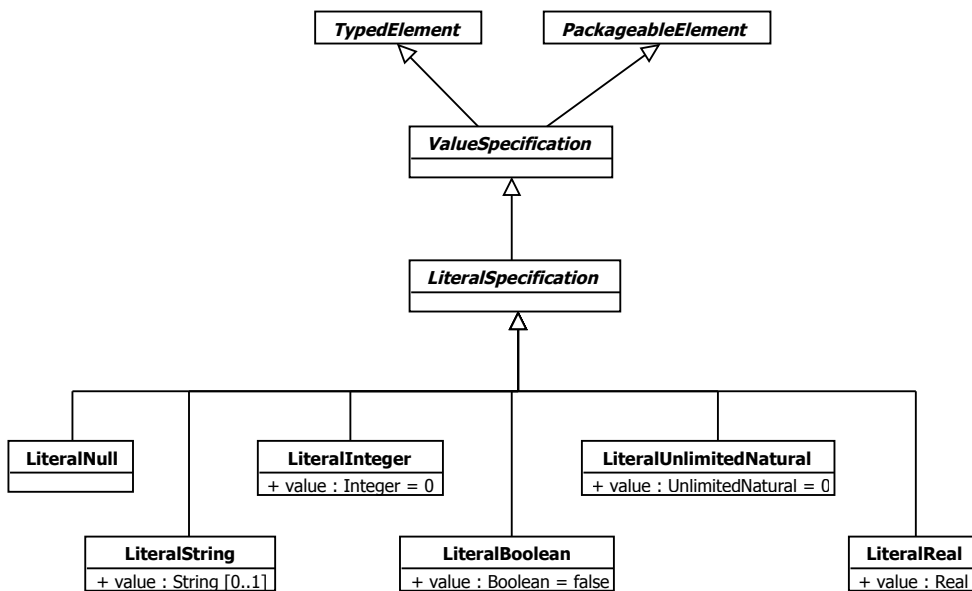 TypedElement
PackageableElement
ValueSpecification
LiteralSpecification
LiteralNull
LiteralInteger
+ value : Integer = 0
LiteralUnlimitedNatural
+ value : UnlimitedNatural = 0
LiteralString
+ value : String [0..1]
LiteralBoolean
+ value : Boolean = false
LiteralReal
+ value : Real